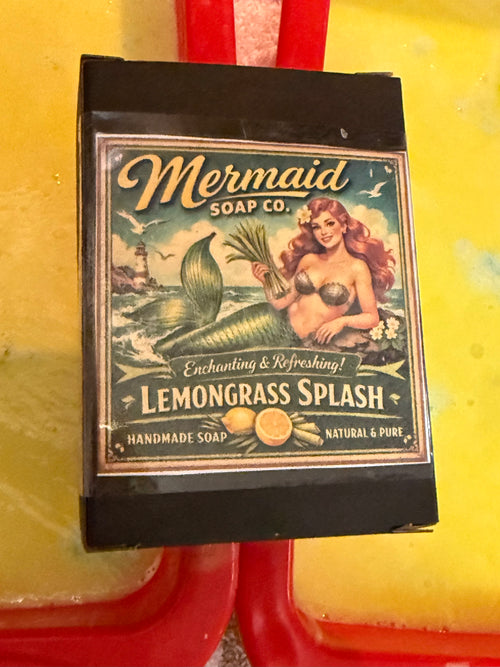 Mermaid
SOAP CO.
Enchanting & Refreshing!
LEMONGRASS SPLASH
HANDMADE SOAP
NATURAL & PURE